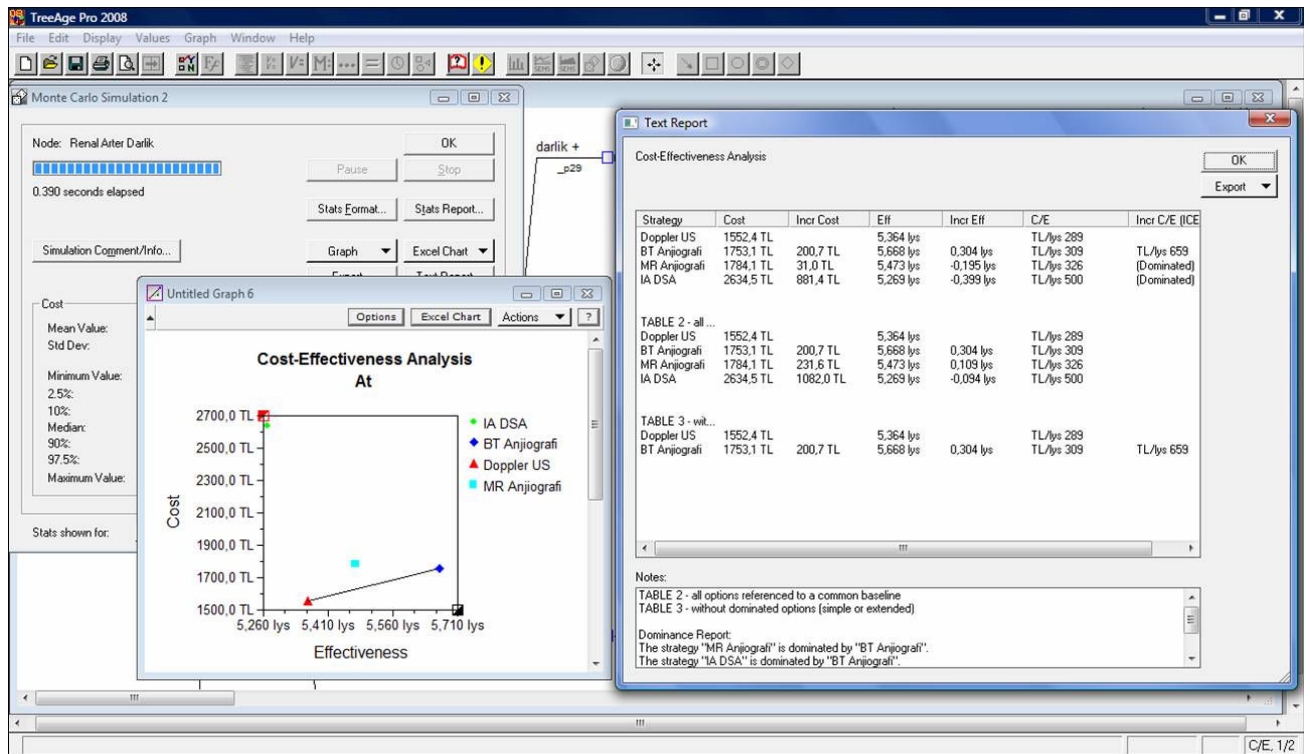 TreeAge Pro 2008
File Edit Display Values Graph Window Help
Monte Carlo Simulation 2
Node: Renal Arter Darlik
OK
Pause
Stop
0.390 seconds elapsed
Stats Format...
Stats Report...
Simulation Comment/Info...
Graph
Excel Chart
Cost
Mean Value:
Std Dev:
Minimum Value:
2.5%:
10%:
Median:
90%:
97.5%:
Maximum Value:
Stats shown for:
darlik +
_p29
Untitled Graph 6
Options
Excel Chart
Actions
?
Cost-Effectiveness Analysis
At
2700,0 TL
2500,0 TL
2300,0 TL
2100,0 TL
1900,0 TL
1700,0 TL
1500,0 TL
Cost
5,260 lys 5,410 lys 5,560 lys 5,710 lys
Effectiveness
IA DSA
BT Anjiografi
Doppler US
MR Anjiografi
Text Report
Cost-Effectiveness Analysis
OK
Export
Strategy Cost Incr Cost Eff Incr Eff C/E Incr C/E (ICE
Doppler US 1552,4 TL 5,364 lys TL/lys 289
BT Anjiografi 1753,1 TL 200,7 TL 5,668 lys 0,304 lys TL/lys 309 TL/lys 659
MR Anjiografi 1784,1 TL 31,0 TL 5,473 lys -0,195 lys TL/lys 326 (Dominated)
IA DSA 2634,5 TL 881,4 TL 5,269 lys -0,399 lys TL/lys 500 (Dominated)
TABLE 2 - all ...
Doppler US 1552,4 TL 5,364 lys TL/lys 289
BT Anjiografi 1753,1 TL 200,7 TL 5,668 lys 0,304 lys TL/lys 309
MR Anjiografi 1784,1 TL 231,6 TL 5,473 lys 0,109 lys TL/lys 326
IA DSA 2634,5 TL 1082,0 TL 5,269 lys -0,094 lys TL/lys 500
TABLE 3 - wit...
Doppler US 1552,4 TL 5,364 lys TL/lys 289
BT Anjiografi 1753,1 TL 200,7 TL 5,668 lys 0,304 lys TL/lys 309 TL/lys 659
Notes:
TABLE 2 - all options referenced to a common baseline
TABLE 3 - without dominated options (simple or extended)
Dominance Report:
The strategy "MR Anjiografi" is dominated by "BT Anjiografi".
The strategy "IA DSA" is dominated by "BT Anjiografi".
C/E, 1/2